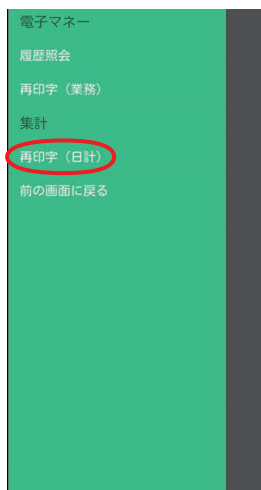 電子マネー
履歴照会
再印字（業務）
集計
再印字（日計）
前の画面に戻る